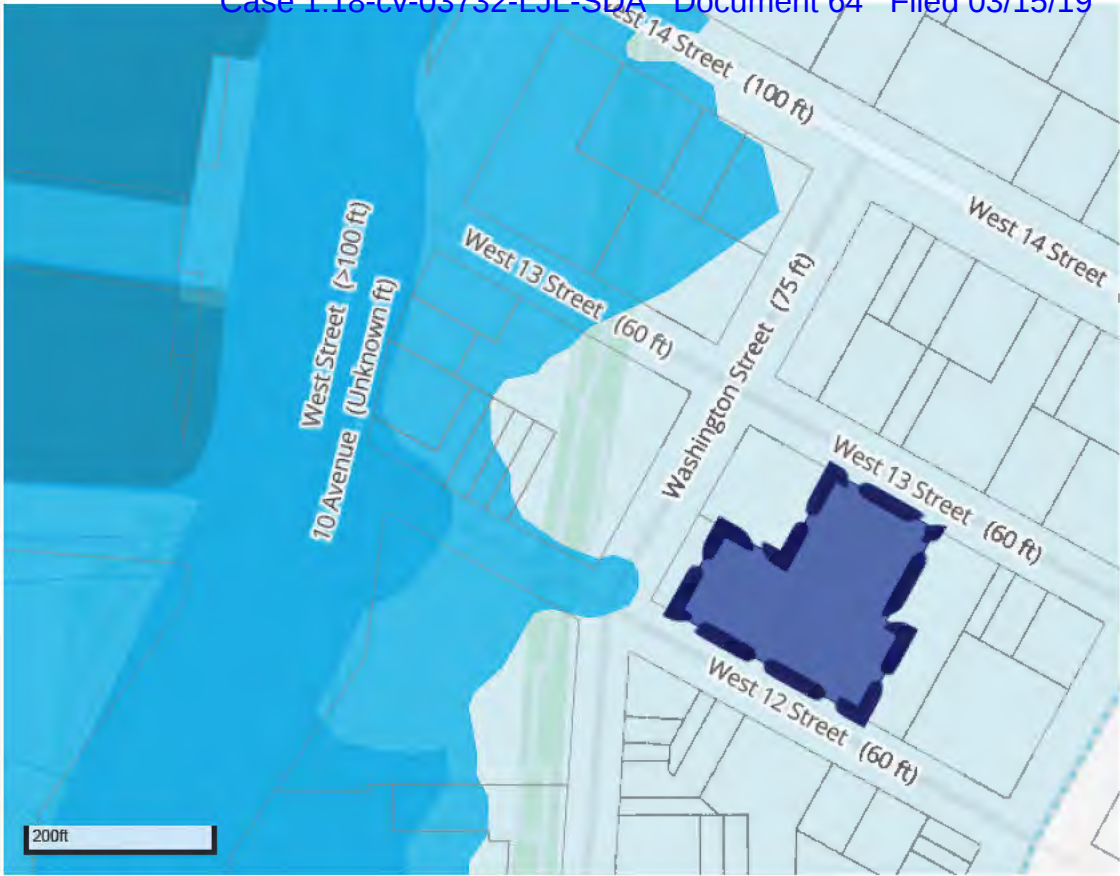 Case 1:18-cv-03732-LJL-SDA Document 64 Filed 03/15/19
West 14 Street (100 ft)
West 14 Street
West Street (>100 ft)
10 Avenue (Unknown ft)
West 13 Street (60 ft)
Washington Street (75 ft)
West 13 Street (60 ft)
West 12 Street (60 ft)
200ft